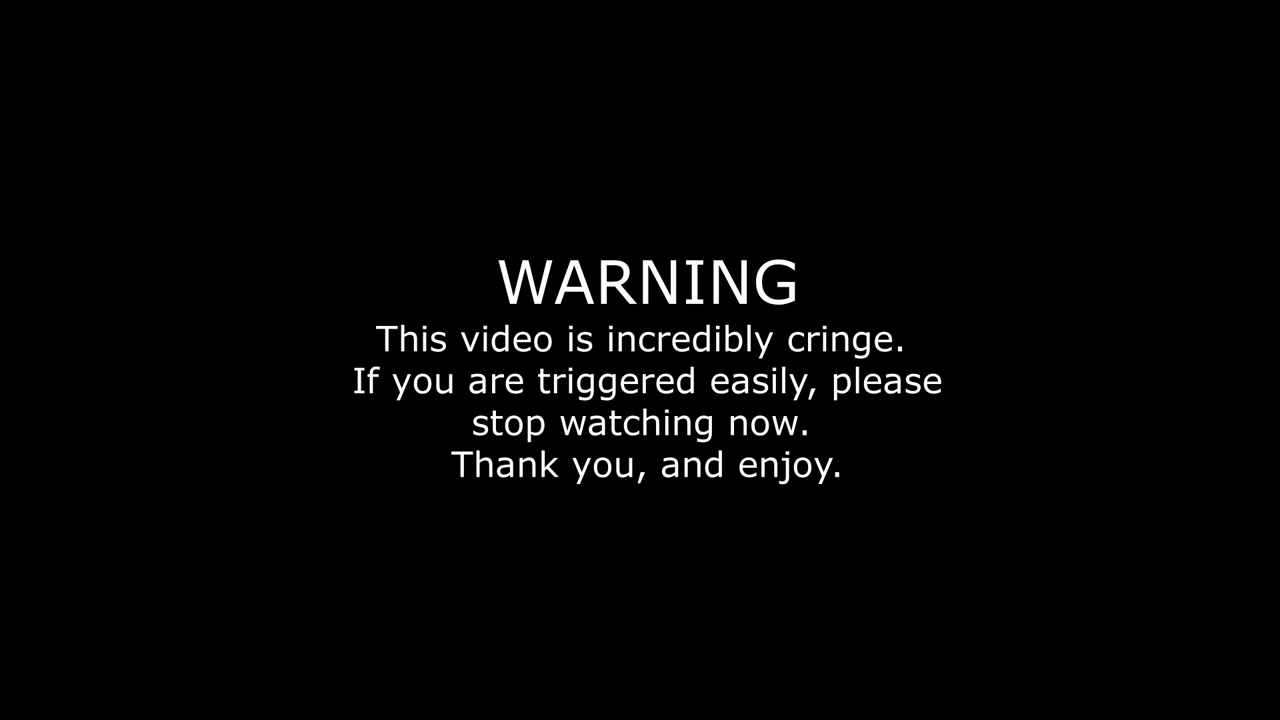 WARNING
This video is incredibly cringe.
If you are triggered easily, please
stop watching now.
Thank you, and enjoy.